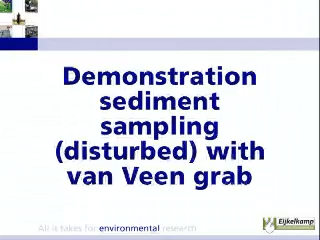 Demonstration
sediment
sampling
(disturbed) with
van Veen grab
All it takes for environmental research
Eijkelkamp